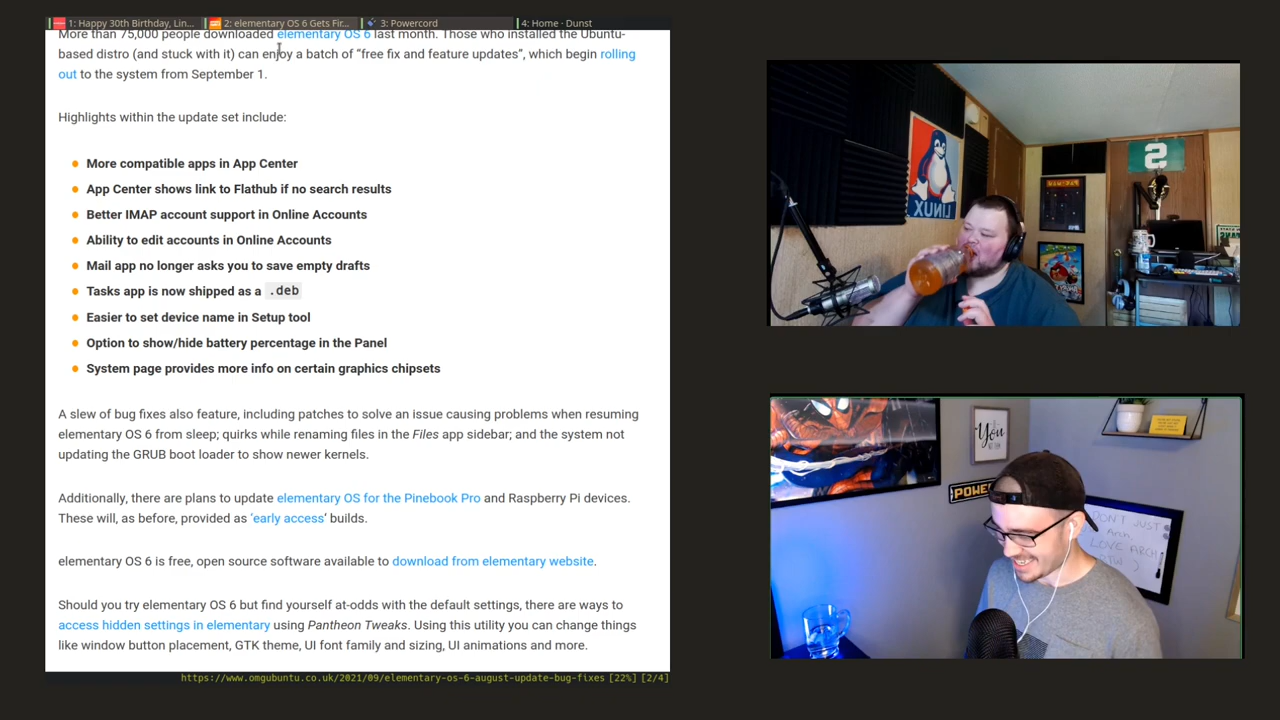 1: Happy 30th Birthday, Lin...
2: elementary OS 6 Gets Fir...
3: Powercord
4: Home · Dunst
More than 75,000 people downloaded elementary OS 6 last month. Those who installed the Ubuntu-
based distro (and stuck with it) can enjoy a batch of “free fix and feature updates”, which begin rolling
out to the system from September 1.
Highlights within the update set include:
More compatible apps in App Center
App Center shows link to Flathub if no search results
Better IMAP account support in Online Accounts
Ability to edit accounts in Online Accounts
Mail app no longer asks you to save empty drafts
Tasks app is now shipped as a .deb
Easier to set device name in Setup tool
Option to show/hide battery percentage in the Panel
System page provides more info on certain graphics chipsets
A slew of bug fixes also feature, including patches to solve an issue causing problems when resuming
elementary OS 6 from sleep; quirks while renaming files in the Files app sidebar; and the system not
updating the GRUB boot loader to show newer kernels.
Additionally, there are plans to update elementary OS for the Pinebook Pro and Raspberry Pi devices.
These will, as before, provided as ‘early access‘ builds.
elementary OS 6 is free, open source software available to download from elementary website.
Should you try elementary OS 6 but find yourself at-odds with the default settings, there are ways to
access hidden settings in elementary using Pantheon Tweaks. Using this utility you can change things
like window button placement, GTK theme, UI font family and sizing, UI animations and more.
https://www.omgubuntu.co.uk/2021/09/elementary-os-6-august-update-bug-fixes [22%] [2/4]
LINUX
S
You
POWE
DON'T JUST
Arch,
LOVE ARCH
BTW )